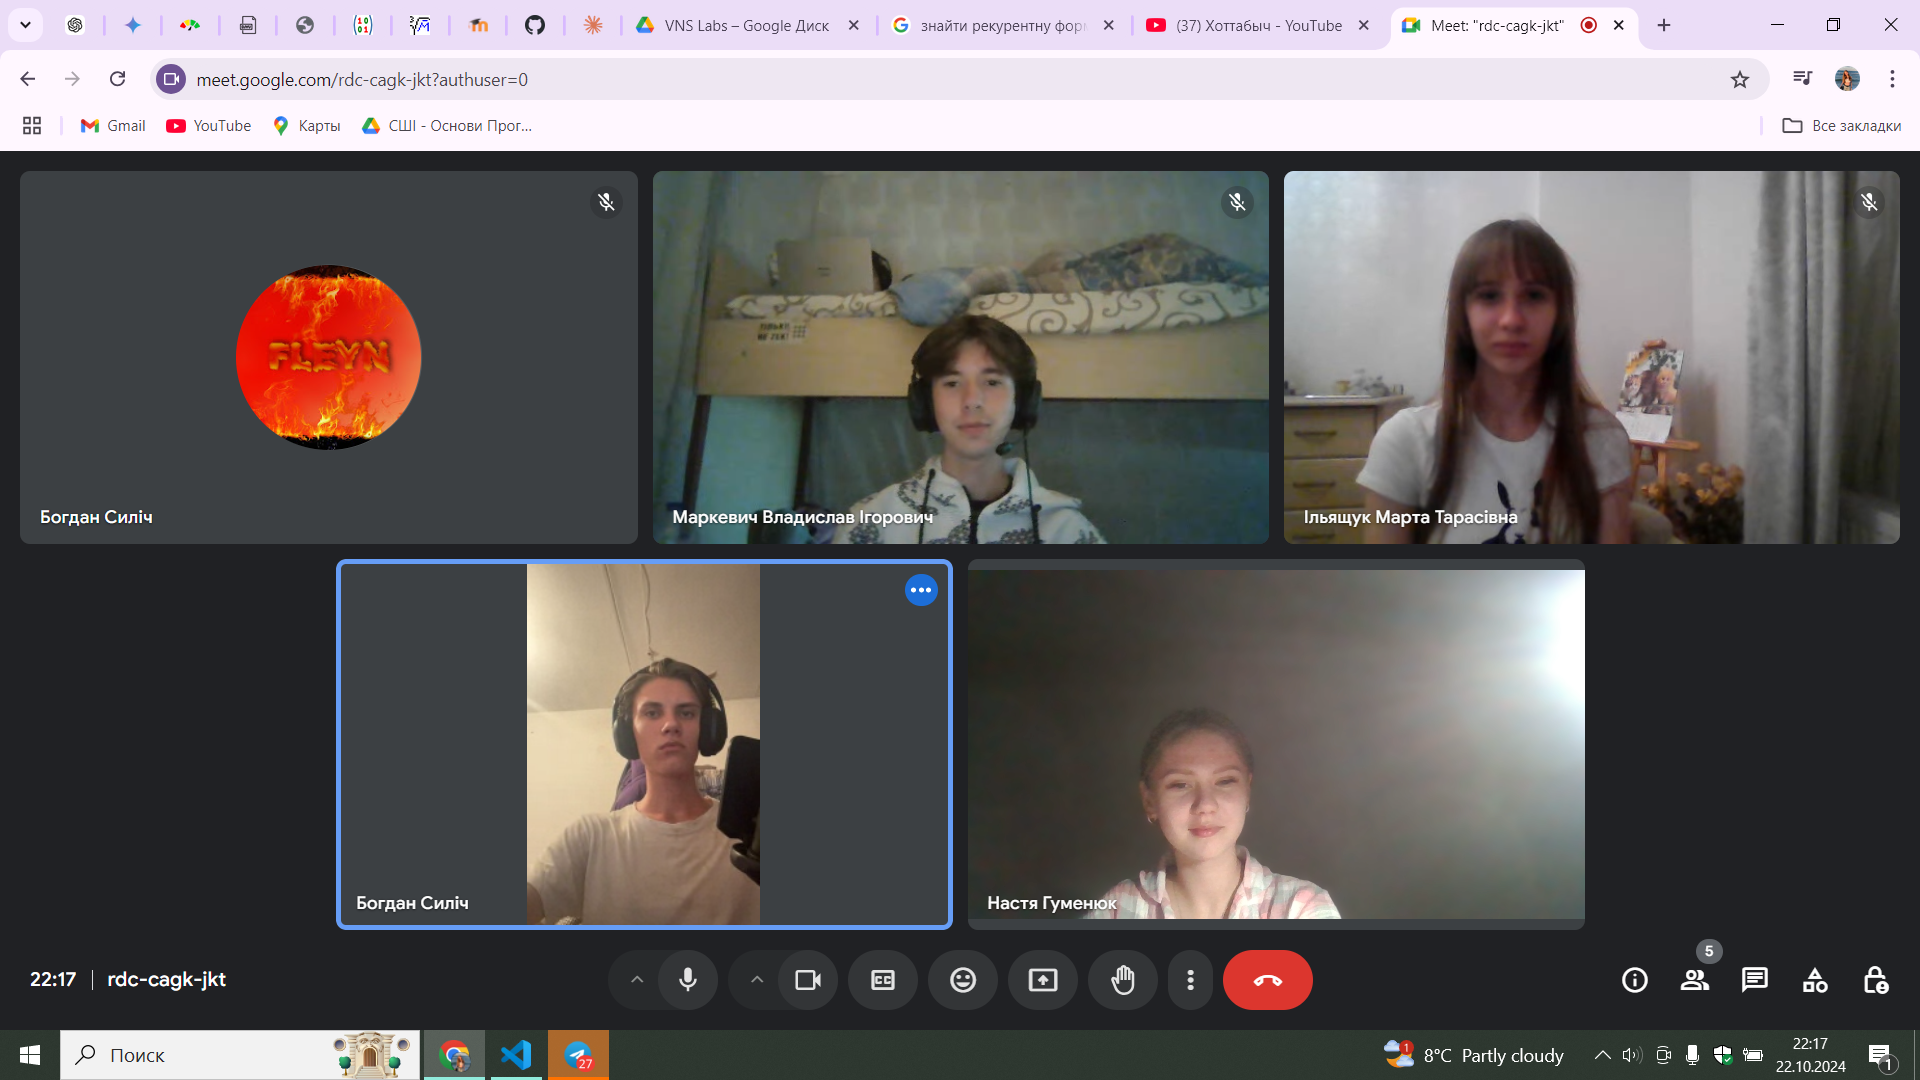 VNS Labs – Google Диск
знайти рекурентну фор
(37) Хоттабыч - YouTube
Meet: "rdc-cagk-jkt"
meet.google.com/rdc-cagk-jkt?authuser=0
Gmail
YouTube
Карты
СШІ - Основи Прог...
Все закладки
FLEYN
Богдан Силіч
Маркевич Владислав Ігорович
Ільящук Марта Тарасівна
Богдан Силіч
Настя Гуменюк
22:17
rdc-cagk-jkt
CC
5
Поиск
27
1
8°C Partly cloudy
22:17
22.10.2024
1